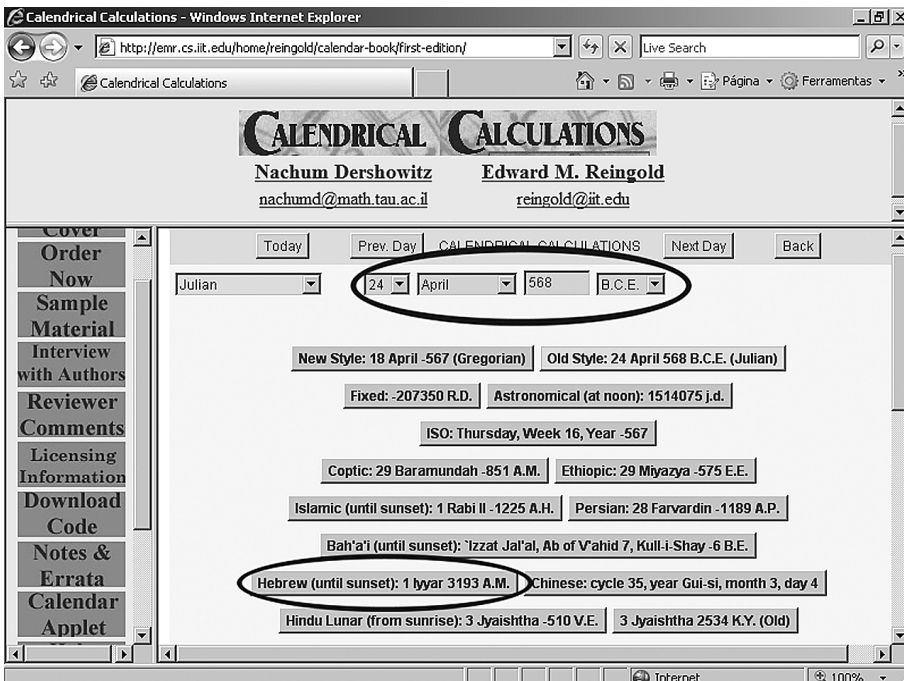 Calendrical Calculations - Windows Internet Explorer
http://emr.cs.iit.edu/home/reingold/calendar-book/first-edition/
Live Search
Calendrical Calculations
Página
Ferramentas
»
CALENDRICAL CALCULATIONS
Nachum Dershowitz Edward M. Reingold
nachumd@math.tau.ac.il reingold@iit.edu
Cover
Order
Now
Sample
Material
Interview
with Authors
Reviewer
Comments
Licensing
Information
Download
Code
Notes &
Errata
Calendar
Applet
Today Prev. Day CALENDRICAL CALCULATIONS Next Day Back
Julian 24 April 568 B.C.E.
New Style: 18 April -567 (Gregorian) Old Style: 24 April 568 B.C.E. (Julian)
Fixed: -207350 R.D. Astronomical (at noon): 1514075 j.d.
ISO: Thursday, Week 16, Year -567
Coptic: 29 Baramundah -851 A.M. Ethiopic: 29 Miyazya -575 E.E.
Islamic (until sunset): 1 Rabi II -1225 A.H. Persian: 28 Farvardin -1189 A.P.
Bah'a'i (until sunset): `Izzat Jal'al, Ab of V'ahid 7, Kull-i-Shay -6 B.E.
Hebrew (until sunset): 1 Iyyar 3193 A.M. Chinese: cycle 35, year Gui-si, month 3, day 4
Hindu Lunar (from sunrise): 3 Jyaishtha -510 V.E. 3 Jyaishtha 2534 K.Y. (Old)
Internet 100%